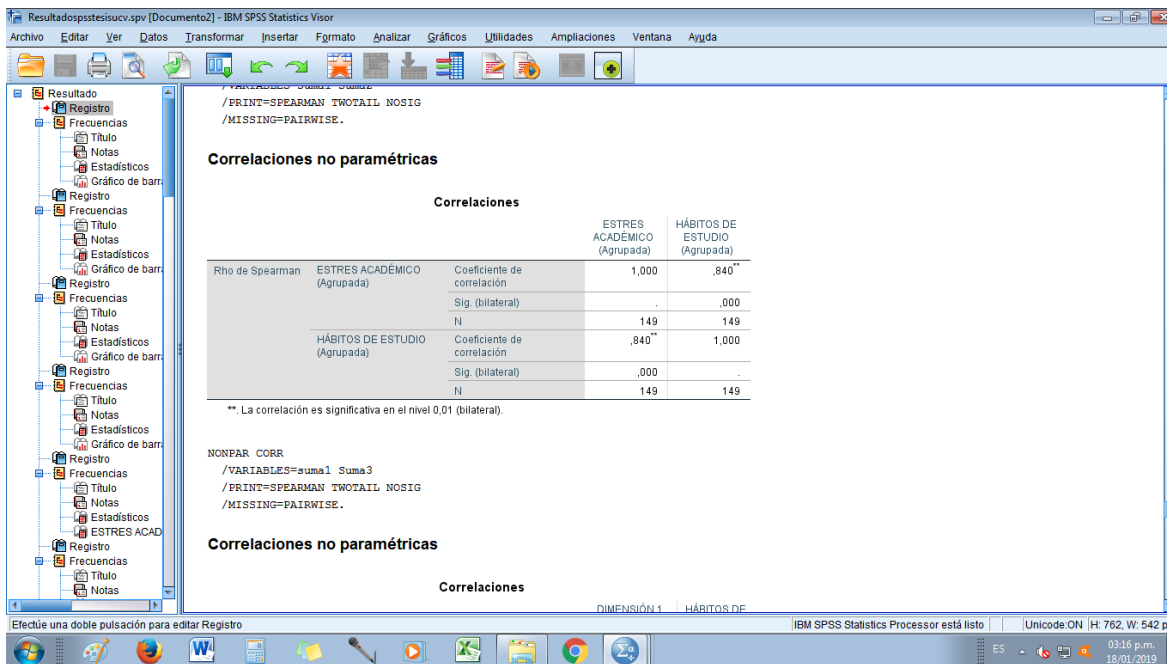 Resultadospsstesisucv.spv [Documento2] - IBM SPSS Statistics Visor
Archivo Editar Ver Datos Transformar Insertar Formato Analizar Gráficos Utilidades Ampliaciones Ventana Ayuda
Resultado
Registro
Frecuencias
Título
Notas
Estadísticos
Gráfico de barr
Registro
Frecuencias
Título
Notas
Estadísticos
Gráfico de barr
Registro
Frecuencias
Título
Notas
Estadísticos
Gráfico de barr
Registro
Frecuencias
Título
Notas
Estadísticos
Gráfico de barr
Registro
Frecuencias
Título
Notas
Estadísticos
ESTRES ACAD
Registro
Frecuencias
Título
Notas
/VARIABLES=suma1 Suma2
/PRINT=SPEARMAN TWOTAIL NOSIG
/MISSING=PAIRWISE.
Correlaciones no paramétricas
Correlaciones
ESTRES ACADÉMICO (Agrupada) HÁBITOS DE ESTUDIO (Agrupada)
Rho de Spearman ESTRES ACADÉMICO (Agrupada) Coeficiente de correlación 1,000 ,840**
Sig. (bilateral) . ,000
N 149 149
HÁBITOS DE ESTUDIO (Agrupada) Coeficiente de correlación ,840** 1,000
Sig. (bilateral) ,000 .
N 149 149
**. La correlación es significativa en el nivel 0,01 (bilateral).
NONPAR CORR
/VARIABLES=suma1 Suma3
/PRINT=SPEARMAN TWOTAIL NOSIG
/MISSING=PAIRWISE.
Correlaciones no paramétricas
Correlaciones
DIMENSIÓN 1 HÁBITOS DE
Efectúe una doble pulsación para editar Registro
IBM SPSS Statistics Processor está listo Unicode:ON H: 762, W: 542 p
ES 03:16 p.m.
18/01/2019